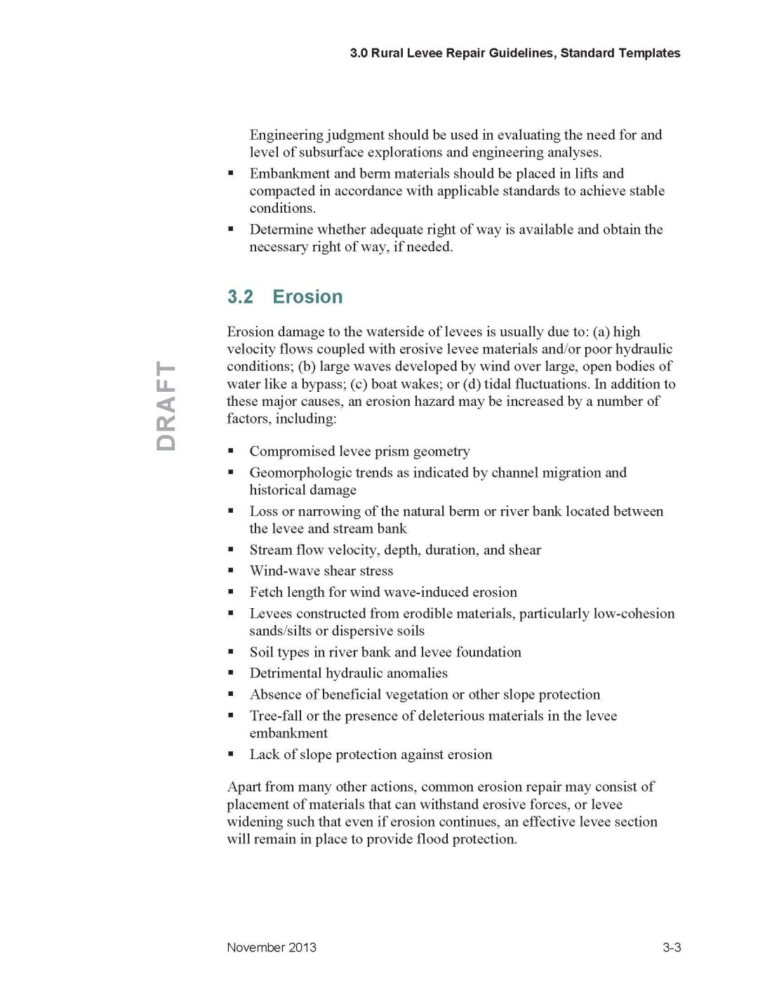 3.0 Rural Levee Repair Guidelines, Standard Templates
Engineering judgment should be used in evaluating the need for and
level of subsurface explorations and engineering analyses.
▪ Embankment and berm materials should be placed in lifts and
compacted in accordance with applicable standards to achieve stable
conditions.
▪ Determine whether adequate right of way is available and obtain the
necessary right of way, if needed.
3.2 Erosion
Erosion damage to the waterside of levees is usually due to: (a) high
velocity flows coupled with erosive levee materials and/or poor hydraulic
conditions; (b) large waves developed by wind over large, open bodies of
water like a bypass; (c) boat wakes; or (d) tidal fluctuations. In addition to
these major causes, an erosion hazard may be increased by a number of
factors, including:
▪ Compromised levee prism geometry
▪ Geomorphologic trends as indicated by channel migration and
historical damage
▪ Loss or narrowing of the natural berm or river bank located between
the levee and stream bank
▪ Stream flow velocity, depth, duration, and shear
▪ Wind-wave shear stress
▪ Fetch length for wind wave-induced erosion
▪ Levees constructed from erodible materials, particularly low-cohesion
sands/silts or dispersive soils
▪ Soil types in river bank and levee foundation
▪ Detrimental hydraulic anomalies
▪ Absence of beneficial vegetation or other slope protection
▪ Tree-fall or the presence of deleterious materials in the levee
embankment
▪ Lack of slope protection against erosion
Apart from many other actions, common erosion repair may consist of
placement of materials that can withstand erosive forces, or levee
widening such that even if erosion continues, an effective levee section
will remain in place to provide flood protection.
DRAFT
November 2013 3-3